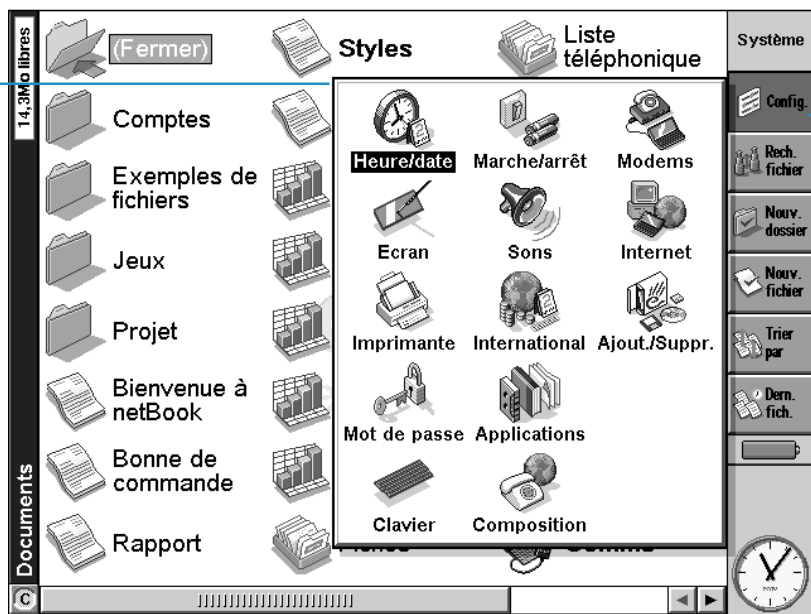 14,3Mo libres
Documents
(Fermer)
Styles
Liste
téléphonique
Comptes
Exemples de
fichiers
Jeux
Projet
Bienvenue à
netBook
Bonne de
commande
Rapport
Heure/date
Marche/arrêt
Modems
Ecran
Sons
Internet
Imprimante
International
Ajout./Suppr.
Mot de passe
Applications
Clavier
Composition
Système
Config.
Rech.
fichier
Nouv.
dossier
Nouv.
fichier
Trier
par
Dern.
fich.
C